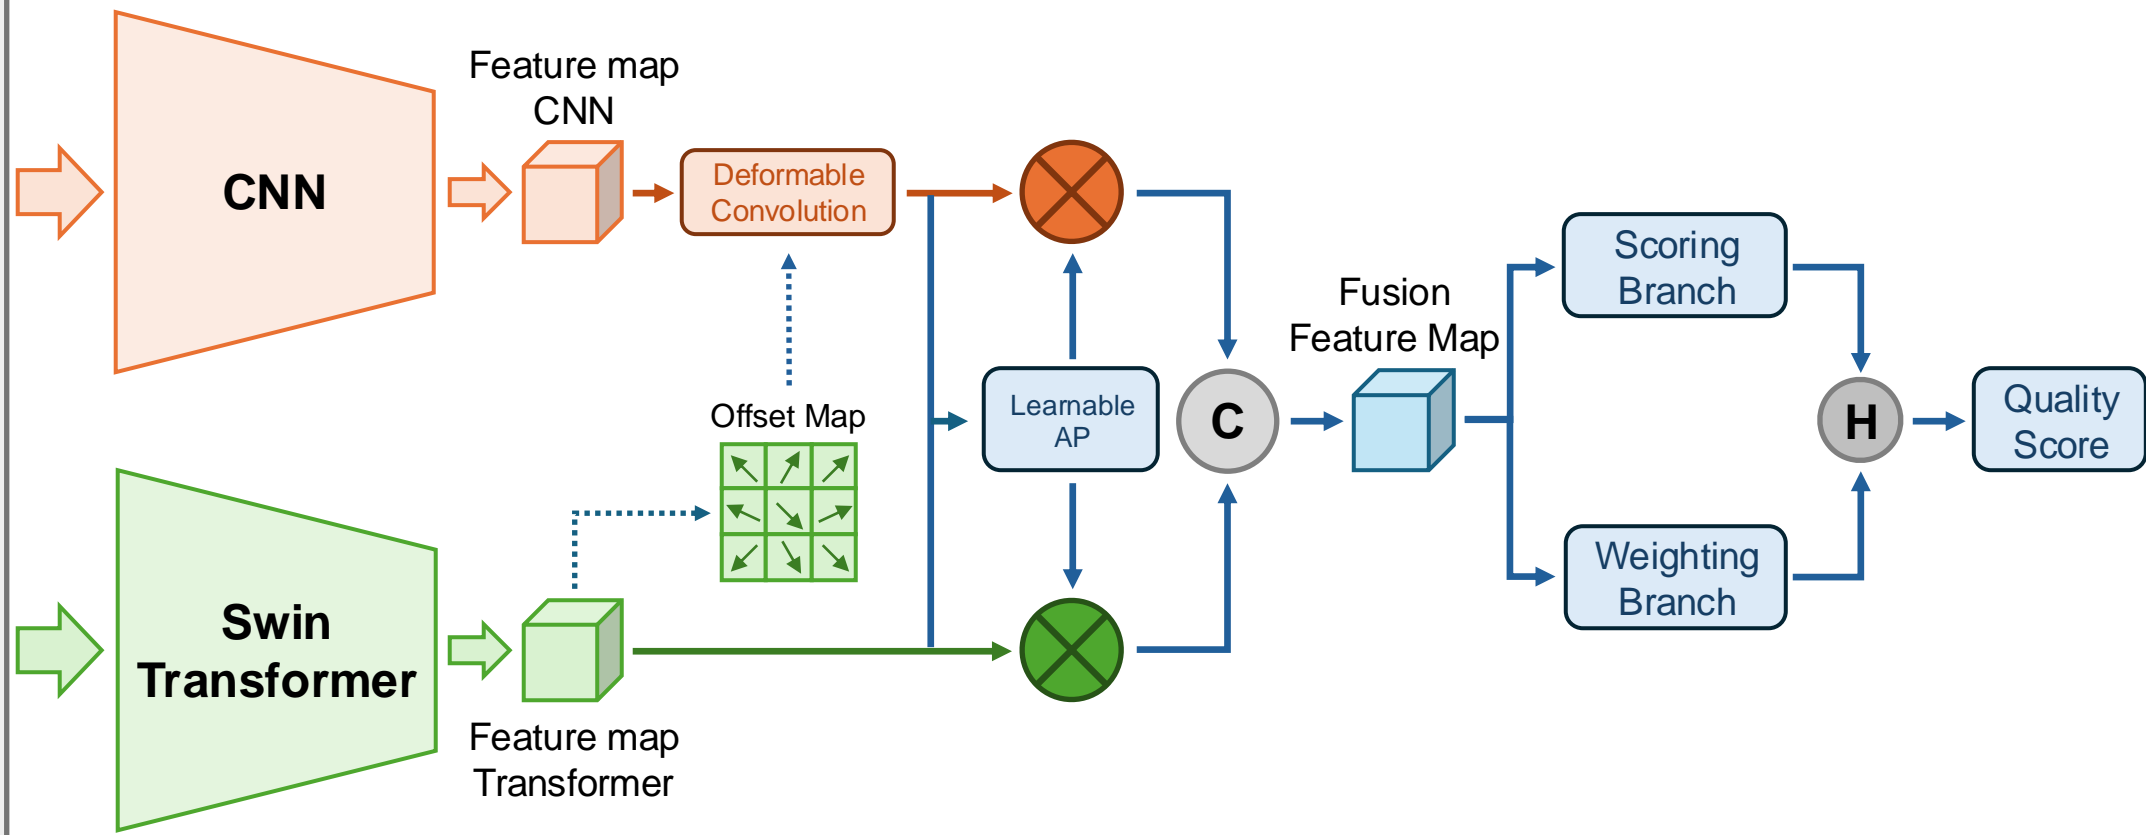 Feature map
CNN
CNN
Deformable
Convolution
Offset Map
Swin
Transformer
Feature map
Transformer
Learnable
AP
C
Fusion
Feature Map
Scoring
Branch
Weighting
Branch
H
Quality
Score